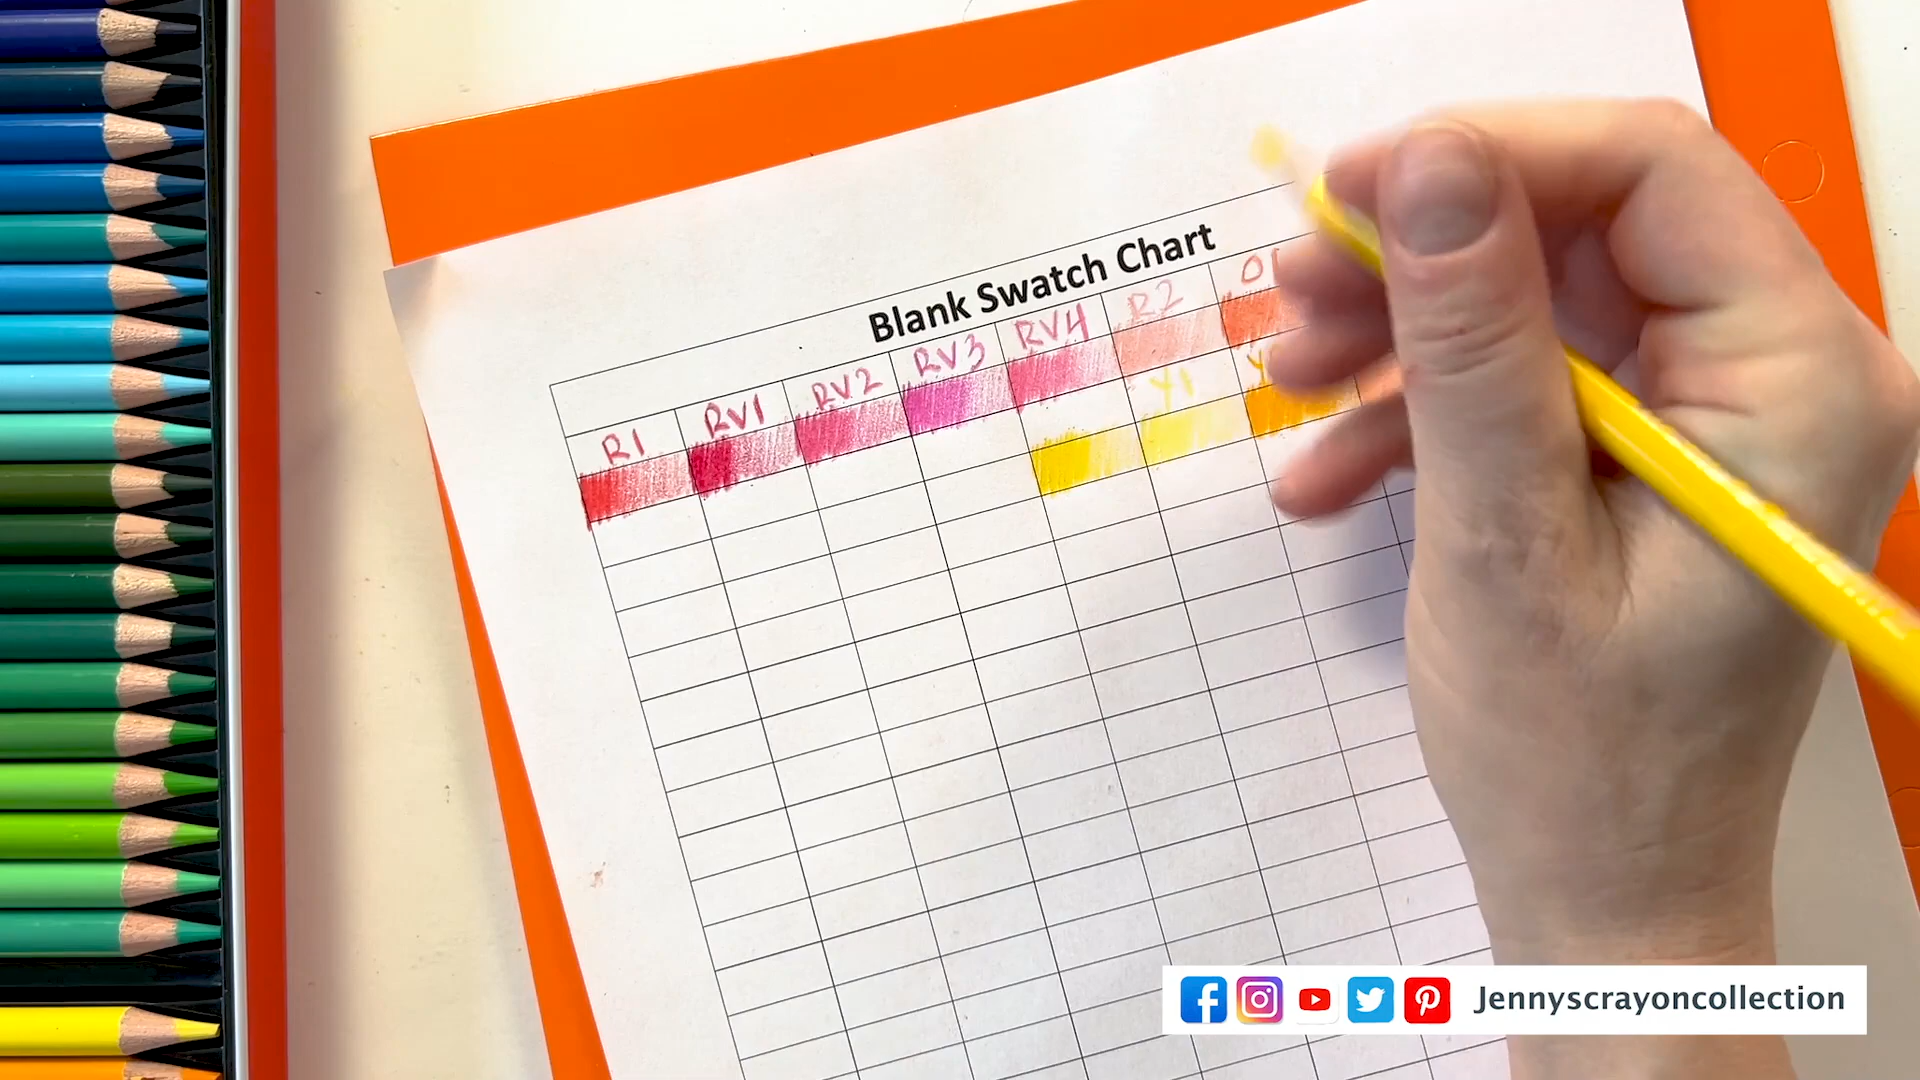 Blank Swatch Chart
R1 RV1 RV2 RV3 RV4 R2
Y1
Jennyscrayoncollection